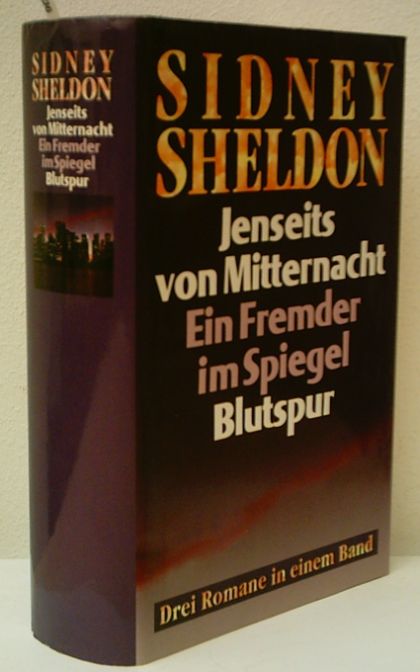 SIDNEY
SHELDON
Jenseits
von Mitternacht
Ein Fremder
im Spiegel
Blutspur
SIDNEY
SHELDON
Jenseits
von Mitternacht
Ein Fremder
im Spiegel
Blutspur
Drei Romane in einem Band